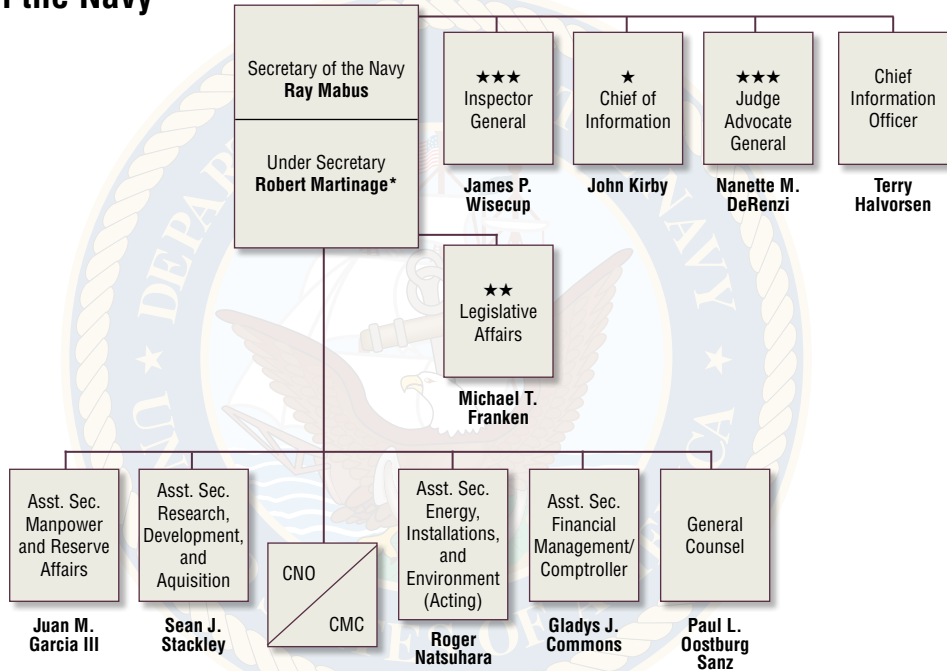 the Navy
Secretary of the Navy
Ray Mabus
Under Secretary
Robert Martinage*
★★★
Inspector
General
James P.
Wisecup
★
Chief of
Information
John Kirby
★★★
Judge
Advocate
General
Nanette M.
DeRenzi
Chief
Information
Officer
Terry
Halvorsen
★★
Legislative
Affairs
Michael T.
Franken
Asst. Sec.
Manpower
and Reserve
Affairs
Juan M.
Garcia III
Asst. Sec.
Research,
Development,
and
Aquisition
Sean J.
Stackley
CNO
CMC
Asst. Sec.
Energy,
Installations,
and
Environment
(Acting)
Roger
Natsuhara
Asst. Sec.
Financial
Management/
Comptroller
Gladys J.
Commons
General
Counsel
Paul L.
Oostburg
Sanz